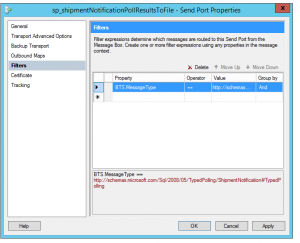 sp_shipmentNotificationPollResultsToFile - Send Port Properties
General
Transport Advanced Options
Backup Transport
Outbound Maps
Filters
Certificate
Tracking
Filters
Filter expressions determine which messages are routed to this Send Port from the
Message Box. Create one or more filter expressions using any properties in the message
context.
Delete Move Up Move Down
Property Operator Value Group by
BTS.MessageType == http://schemas... And
BTS.MessageType ==
http://schemas.microsoft.com/Sql/2008/05/TypedPolling/ShipmentNotification#TypedP
olling
Help OK Cancel Apply